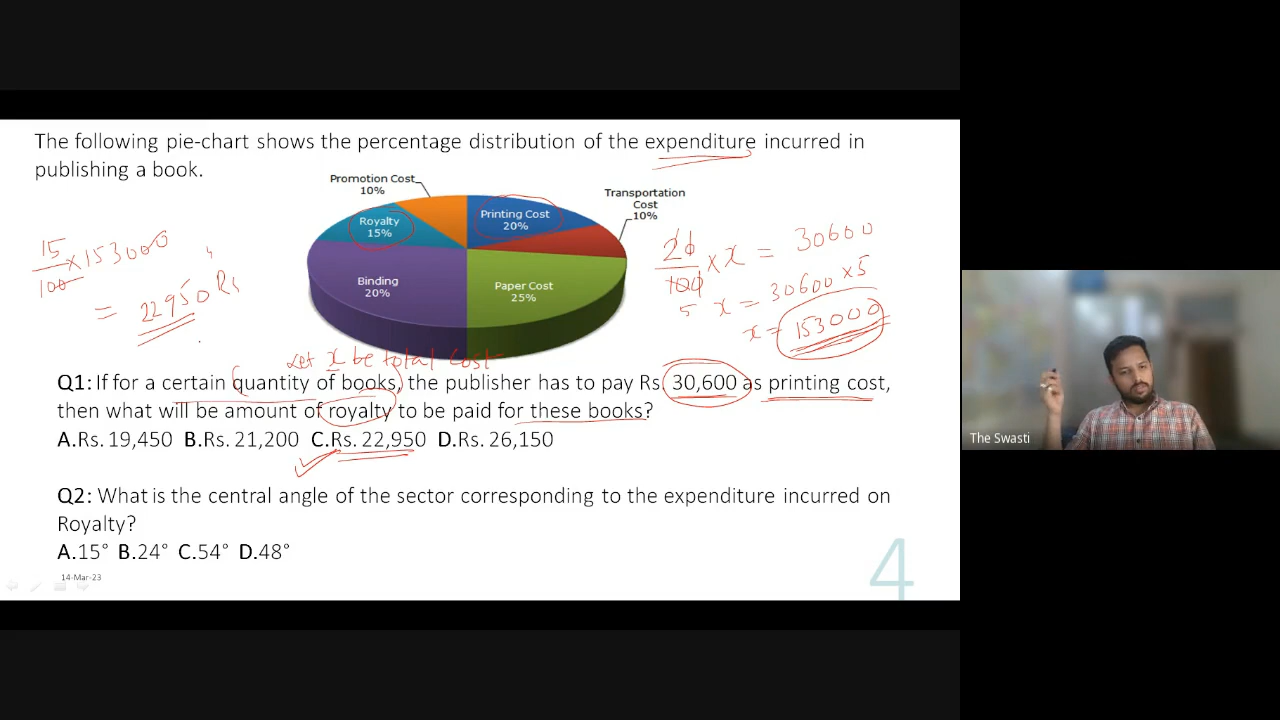 The following pie-chart shows the percentage distribution of the expenditure incurred in
publishing a book.
Promotion Cost
10%
Transportation
Cost
10%
Printing Cost
20%
Royalty
15%
Binding
20%
Paper Cost
25%
15/100 × 153000
= 22950 Rs
20/100 × x = 30600
5
x = 30600 × 5
x = 153000
Let x be total cost
Q1: If for a certain quantity of books, the publisher has to pay Rs 30,600 as printing cost,
then what will be amount of royalty to be paid for these books?
A.Rs. 19,450 B.Rs. 21,200 C.Rs. 22,950 D.Rs. 26,150
Q2: What is the central angle of the sector corresponding to the expenditure incurred on
Royalty?
A.15° B.24° C.54° D.48°
14-Mar-23
4
The Swasti